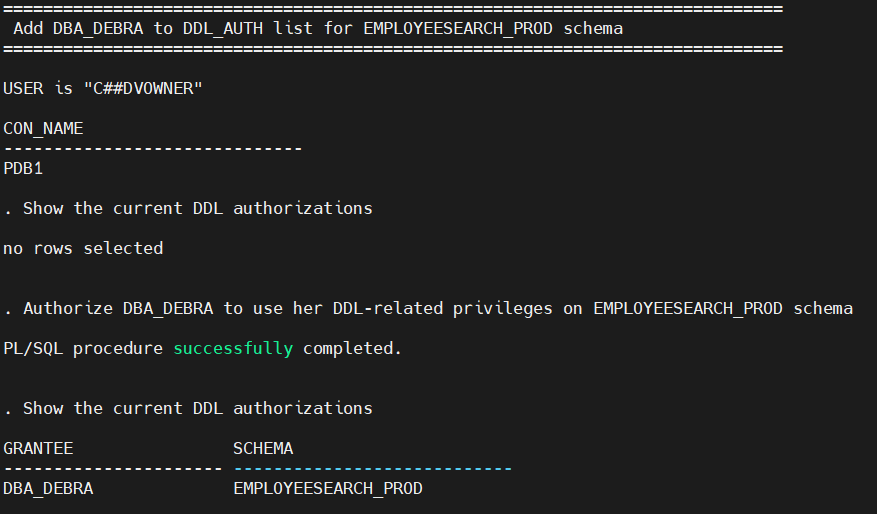 ==============================================================================
 Add DBA_DEBRA to DDL_AUTH list for EMPLOYEESEARCH_PROD schema
==============================================================================
USER is "C##DVOWNER"
CON_NAME
------------------------------
PDB1
. Show the current DDL authorizations
no rows selected
. Authorize DBA_DEBRA to use her DDL-related privileges on EMPLOYEESEARCH_PROD schema
PL/SQL procedure successfully completed.
. Show the current DDL authorizations
GRANTEE                SCHEMA
---------------------- ----------------------------
DBA_DEBRA              EMPLOYEESEARCH_PROD